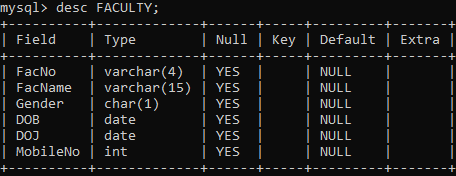 mysql> desc FACULTY;
+----------+-------------+------+-----+---------+-------+
| Field    | Type        | Null | Key | Default | Extra |
+----------+-------------+------+-----+---------+-------+
| FacNo    | varchar(4)  | YES  |     | NULL    |       |
| FacName  | varchar(15) | YES  |     | NULL    |       |
| Gender   | char(1)     | YES  |     | NULL    |       |
| DOB      | date        | YES  |     | NULL    |       |
| DOJ      | date        | YES  |     | NULL    |       |
| MobileNo | int         | YES  |     | NULL    |       |
+----------+-------------+------+-----+---------+-------+